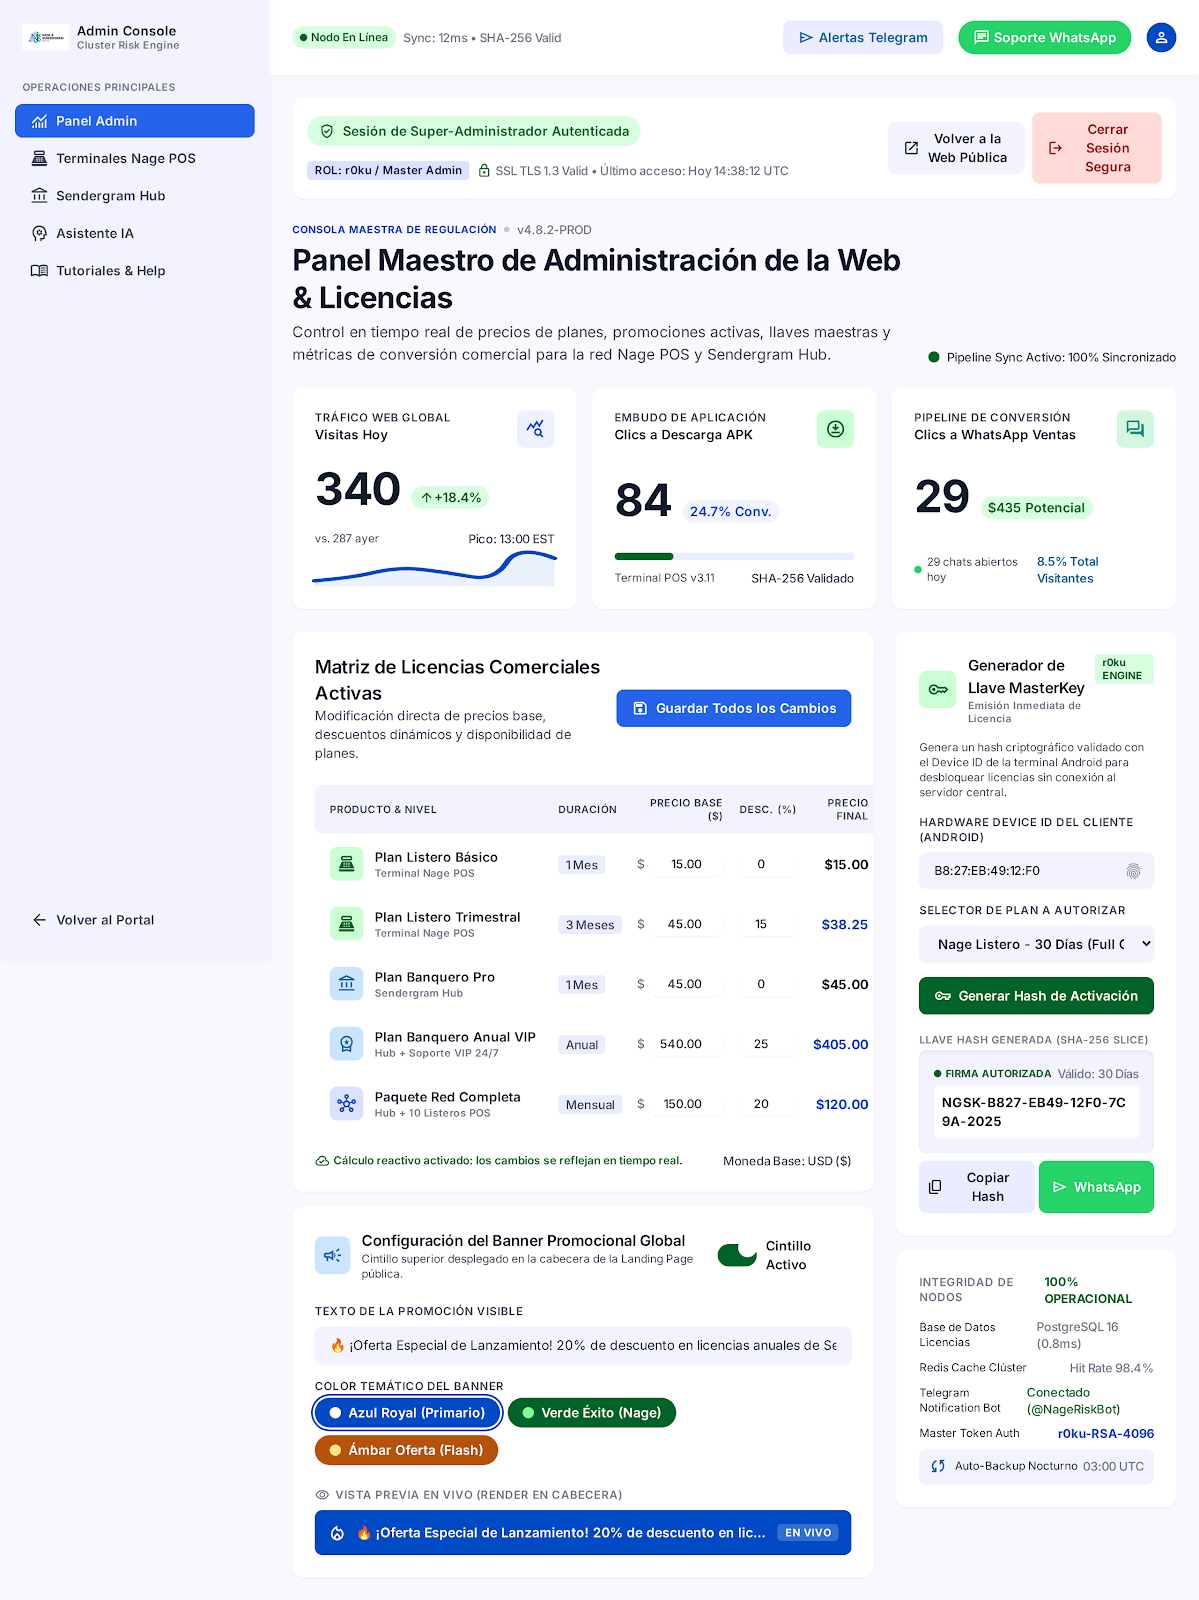 Admin Console
Cluster Risk Engine
OPERACIONES PRINCIPALES
Panel Admin
Terminales Nage POS
Sendergram Hub
Asistente IA
Tutoriales & Help
Volver al Portal
Nodo En Línea
Sync: 12ms • SHA-256 Valid
Alertas Telegram
Soporte WhatsApp
Sesión de Super-Administrador Autenticada
ROL: r0ku / Master Admin
SSL TLS 1.3 Valid • Último acceso: Hoy 14:38:12 UTC
Volver a la
Web Pública
Cerrar
Sesión
Segura
CONSOLA MAESTRA DE REGULACIÓN
v4.8.2-PROD
Panel Maestro de Administración de la Web
& Licencias
Control en tiempo real de precios de planes, promociones activas, llaves maestras y
métricas de conversión comercial para la red Nage POS y Sendergram Hub.
Pipeline Sync Activo: 100% Sincronizado
TRÁFICO WEB GLOBAL
Visitas Hoy
340
+18.4%
vs. 287 ayer
Pico: 13:00 EST
EMBUDO DE APLICACIÓN
Clics a Descarga APK
84
24.7% Conv.
Terminal POS v3.11
SHA-256 Validado
PIPELINE DE CONVERSIÓN
Clics a WhatsApp Ventas
29
$435 Potencial
29 chats abiertos
hoy
8.5% Total
Visitantes
Matriz de Licencias Comerciales
Activas
Modificación directa de precios base,
descuentos dinámicos y disponibilidad de
planes.
Guardar Todos los Cambios
PRODUCTO & NIVEL
DURACIÓN
PRECIO BASE
($)
DESC. (%)
PRECIO
FINAL
Plan Listero Básico
Terminal Nage POS
1 Mes
$ 15.00
0
$15.00
Plan Listero Trimestral
Terminal Nage POS
3 Meses
$ 45.00
15
$38.25
Plan Banquero Pro
Sendergram Hub
1 Mes
$ 45.00
0
$45.00
Plan Banquero Anual VIP
Hub + Soporte VIP 24/7
Anual
$ 540.00
25
$405.00
Paquete Red Completa
Hub + 10 Listeros POS
Mensual
$ 150.00
20
$120.00
Cálculo reactivo activado: los cambios se reflejan en tiempo real.
Moneda Base: USD ($)
Configuración del Banner Promocional Global
Cintillo superior desplegado en la cabecera de la Landing Page
pública.
Cintillo
Activo
TEXTO DE LA PROMOCIÓN VISIBLE
🔥 ¡Oferta Especial de Lanzamiento! 20% de descuento en licencias anuales de Se
COLOR TEMÁTICO DEL BANNER
Azul Royal (Primario)
Verde Éxito (Nage)
Ámbar Oferta (Flash)
VISTA PREVIA EN VIVO (RENDER EN CABECERA)
🔥 ¡Oferta Especial de Lanzamiento! 20% de descuento en lic...
EN VIVO
Generador de
Llave MasterKey
Emisión Inmediata de
Licencia
r0ku
ENGINE
Genera un hash criptográfico validado con
el Device ID de la terminal Android para
desbloquear licencias sin conexión al
servidor central.
HARDWARE DEVICE ID DEL CLIENTE
(ANDROID)
B8:27:EB:49:12:F0
SELECTOR DE PLAN A AUTORIZAR
Nage Listero - 30 Días (Full
Generar Hash de Activación
LLAVE HASH GENERADA (SHA-256 SLICE)
FIRMA AUTORIZADA
Válido: 30 Días
NGSK-B827-EB49-12F0-7C
9A-2025
Copiar
Hash
WhatsApp
INTEGRIDAD DE
NODOS
100%
OPERACIONAL
Base de Datos
Licencias
PostgreSQL 16
(0.8ms)
Redis Cache Clúster
Hit Rate 98.4%
Telegram
Notification Bot
Conectado
(@NageRiskBot)
Master Token Auth
r0ku-RSA-4096
Auto-Backup Nocturno
03:00 UTC